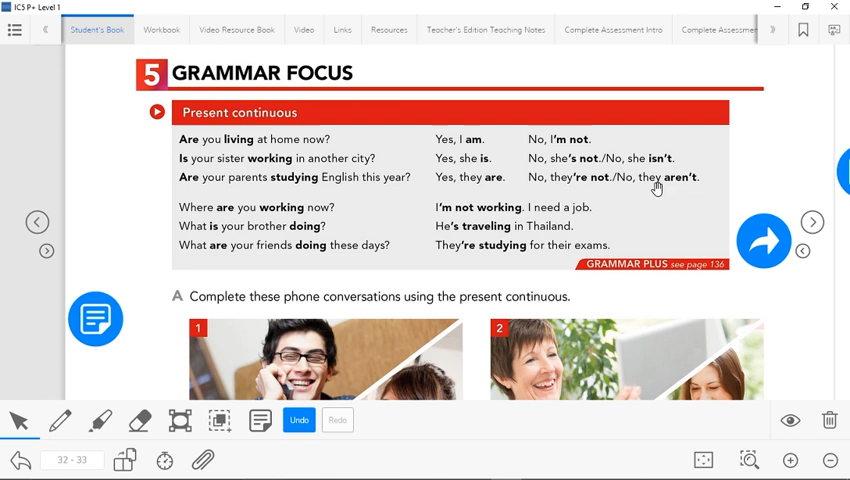 IC5 P+ Level 1
Student's Book
Workbook
Video Resource Book
Video
Links
Resources
Teacher's Edition Teaching Notes
Complete Assessment Intro
Complete Assessmen
5 GRAMMAR FOCUS
Present continuous
Are you living at home now? Yes, I am. No, I'm not.
Is your sister working in another city? Yes, she is. No, she's not./No, she isn't.
Are your parents studying English this year? Yes, they are. No, they're not./No, they aren't.
Where are you working now? I'm not working. I need a job.
What is your brother doing? He's traveling in Thailand.
What are your friends doing these days? They're studying for their exams.
GRAMMAR PLUS see page 136
A Complete these phone conversations using the present continuous.
1
2
Undo
Redo
32 - 33